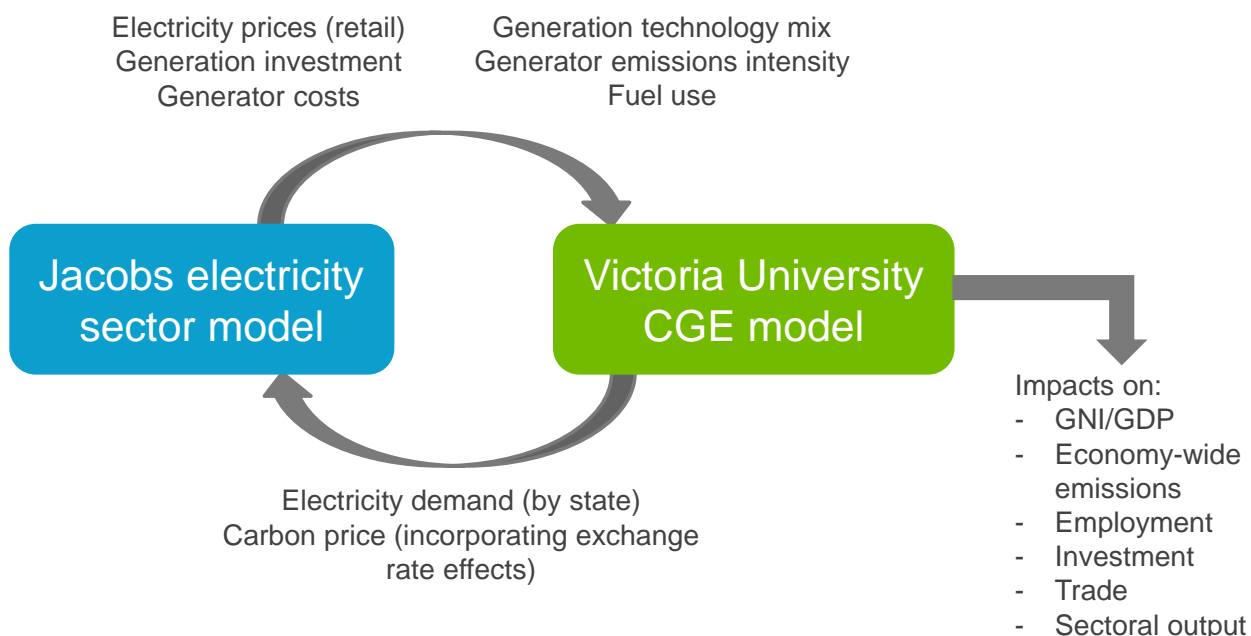 Electricity prices (retail)
Generation investment
Generator costs
Generation technology mix
Generator emissions intensity
Fuel use
Jacobs electricity
sector model
Victoria University
CGE model
Electricity demand (by state)
Carbon price (incorporating exchange
rate effects)
Impacts on:
- GNI/GDP
- Economy-wide
emissions
- Employment
- Investment
- Trade
- Sectoral output